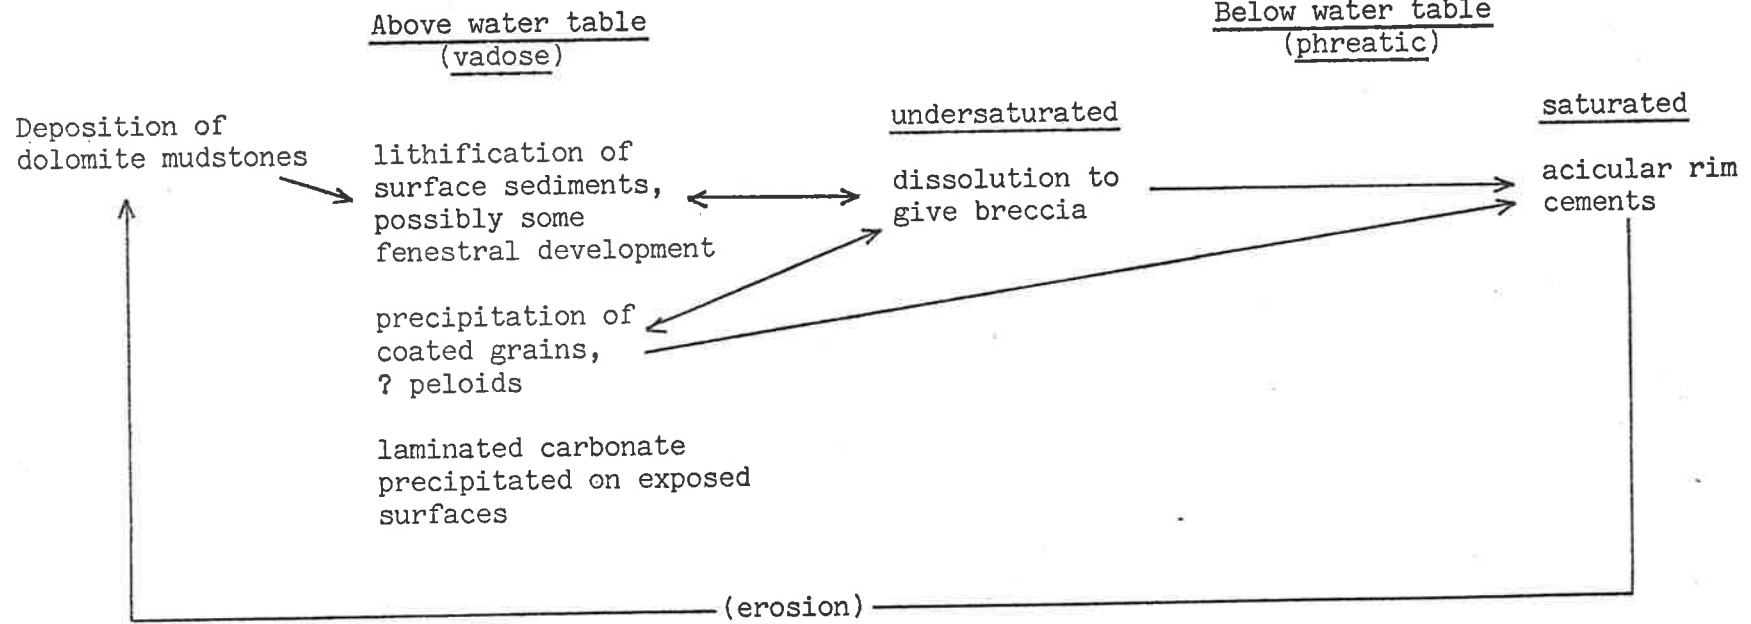 Above water table
(vadose)
Below water table
(phreatic)
Deposition of
dolomite mudstones
lithification of
surface sediments,
possibly some
fenestral development
precipitation of
coated grains,
? peloids
laminated carbonate
precipitated on exposed
surfaces
undersaturated
dissolution to
give breccia
saturated
acicular rim
cements
(erosion)